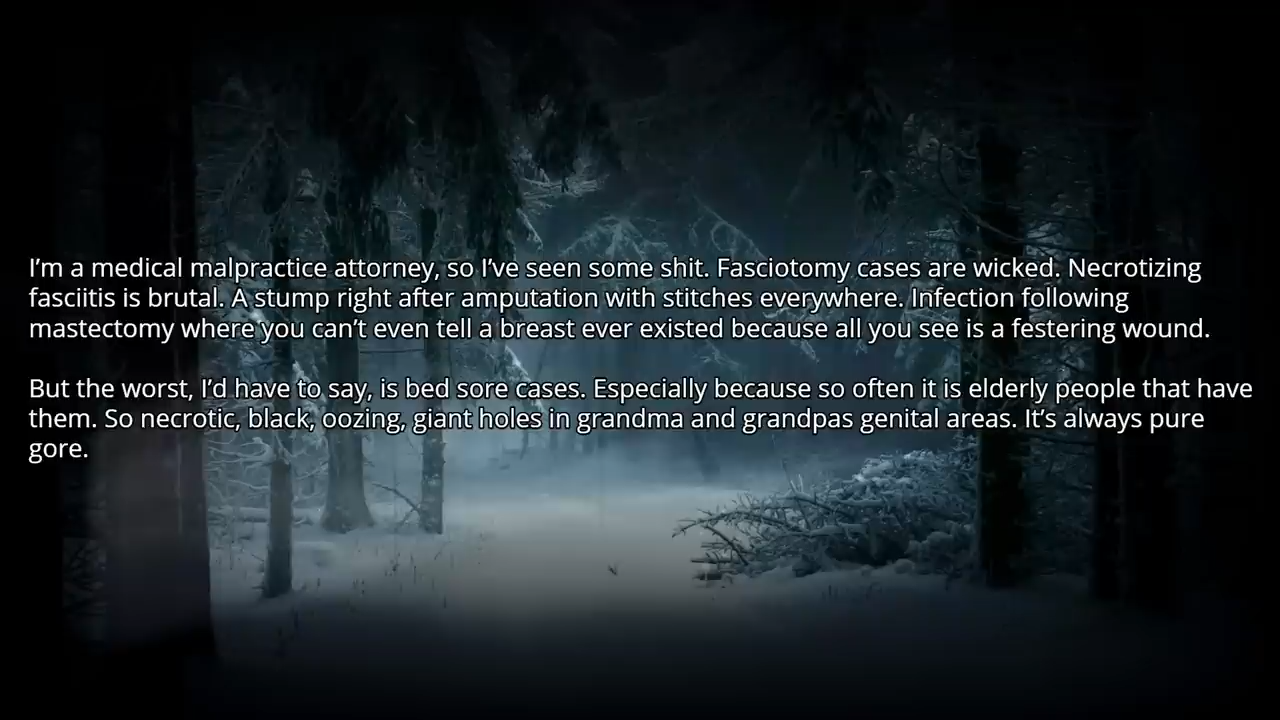 I’m a medical malpractice attorney, so I’ve seen some shit. Fasciotomy cases are wicked. Necrotizing
fasciitis is brutal. A stump right after amputation with stitches everywhere. Infection following
mastectomy where you can’t even tell a breast ever existed because all you see is a festering wound.
But the worst, I’d have to say, is bed sore cases. Especially because so often it is elderly people that have
them. So necrotic, black, oozing, giant holes in grandma and grandpas genital areas. It’s always pure
gore.